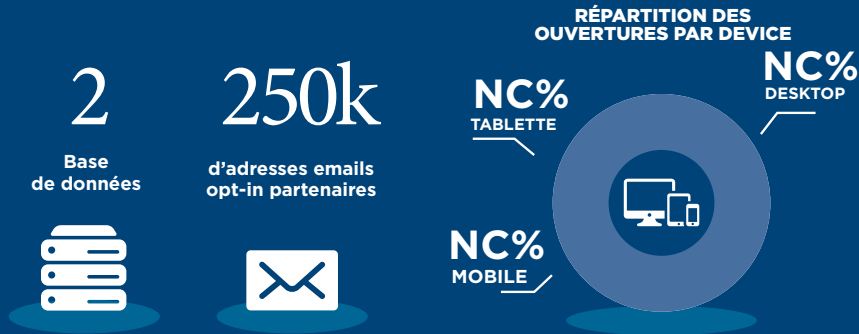 2
Base
de données
250k
d'adresses emails
opt-in partenaires
RÉPARTITION DES
OUVERTURES PAR DEVICE
NC%
TABLETTE
NC%
DESKTOP
NC%
MOBILE